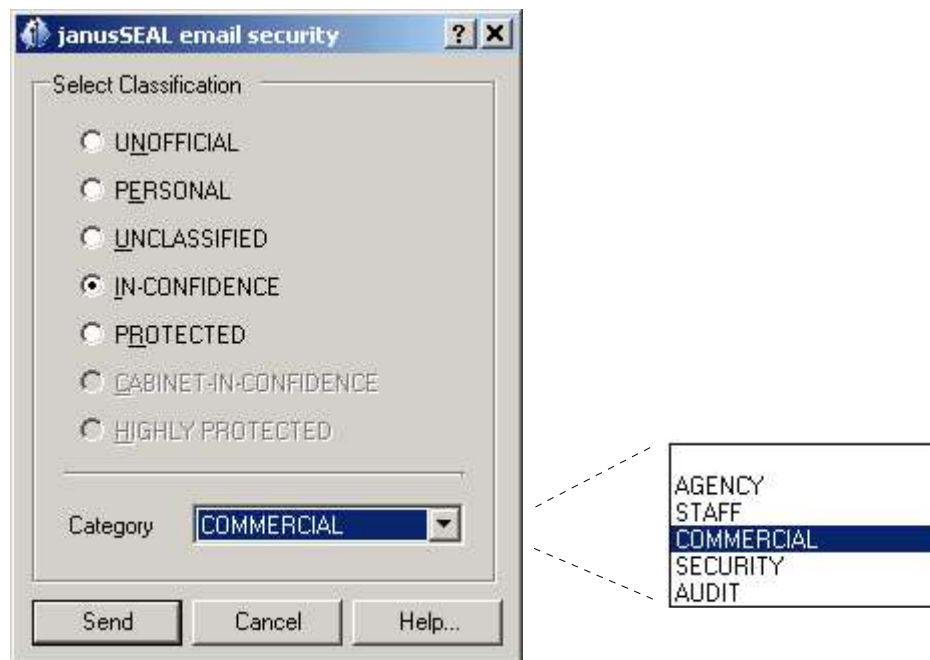 janusSEAL email security
Select Classification
UNOFFICIAL
PERSONAL
UNCLASSIFIED
IN-CONFIDENCE
PROTECTED
CABINET-IN-CONFIDENCE
HIGHLY PROTECTED
Category COMMERCIAL
Send Cancel Help...
AGENCY
STAFF
COMMERCIAL
SECURITY
AUDIT